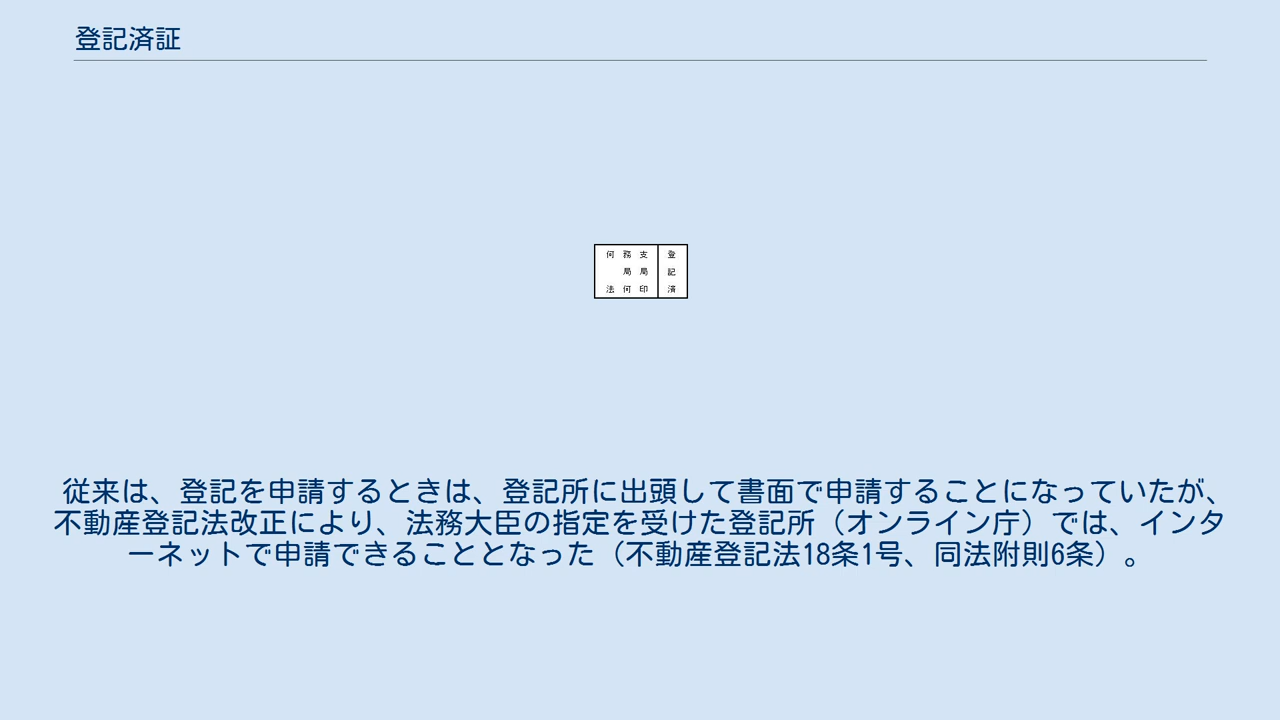 登記済証
何 務 支 登
局 局 記
法 何 印 済
従来は、登記を申請するときは、登記所に出頭して書面で申請することになっていたが、
不動産登記法改正により、法務大臣の指定を受けた登記所（オンライン庁）では、インタ
ーネットで申請できることとなった（不動産登記法18条1号、同法附則6条）。